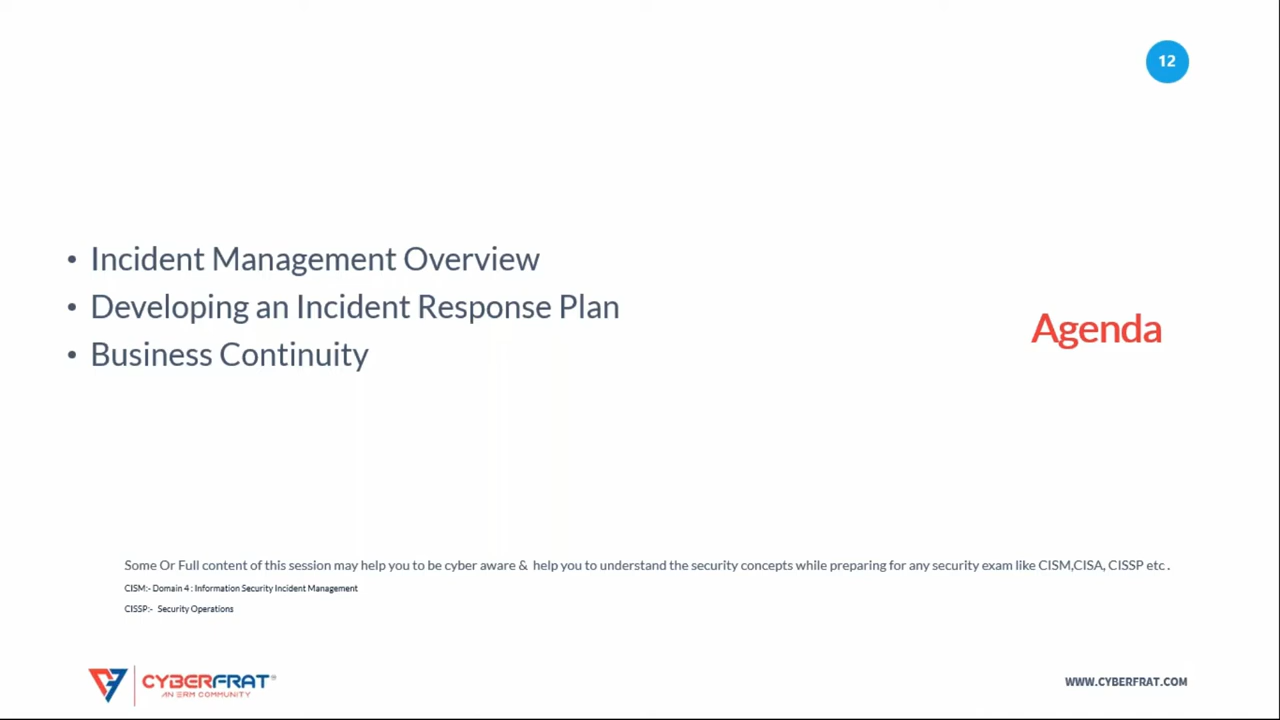 12
• Incident Management Overview
• Developing an Incident Response Plan
• Business Continuity
Agenda
Some Or Full content of this session may help you to be cyber aware & help you to understand the security concepts while preparing for any security exam like CISM,CISA, CISSP etc .
CISM:- Domain 4 : Information Security Incident Management
CISSP:- Security Operations
CYBERFRAT®
AN ERM COMMUNITY
WWW.CYBERFRAT.COM